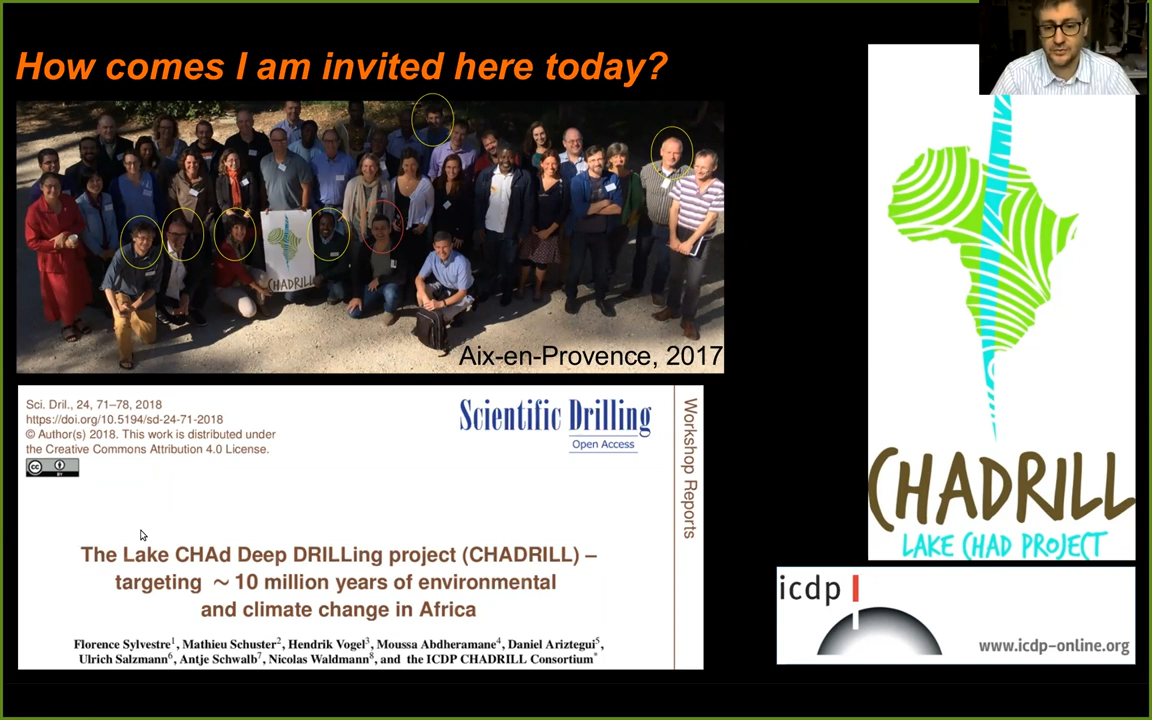 How comes I am invited here today?
CHADRILL
Aix-en-Provence, 2017
Sci. Dril., 24, 71–78, 2018
https://doi.org/10.5194/sd-24-71-2018
© Author(s) 2018. This work is distributed under
the Creative Commons Attribution 4.0 License.
cc
BY
Scientific Drilling
Open Access
Workshop Reports
The Lake CHAd Deep DRILLing project (CHADRILL) –
targeting ∼ 10 million years of environmental
and climate change in Africa
Florence Sylvestre1, Mathieu Schuster2, Hendrik Vogel3, Moussa Abdheramane4, Daniel Ariztegui5,
Ulrich Salzmann6, Antje Schwalb7, Nicolas Waldmann8, and the ICDP CHADRILL Consortium*
CHADRILL
LAKE CHAD PROJECT
icdp
www.icdp-online.org